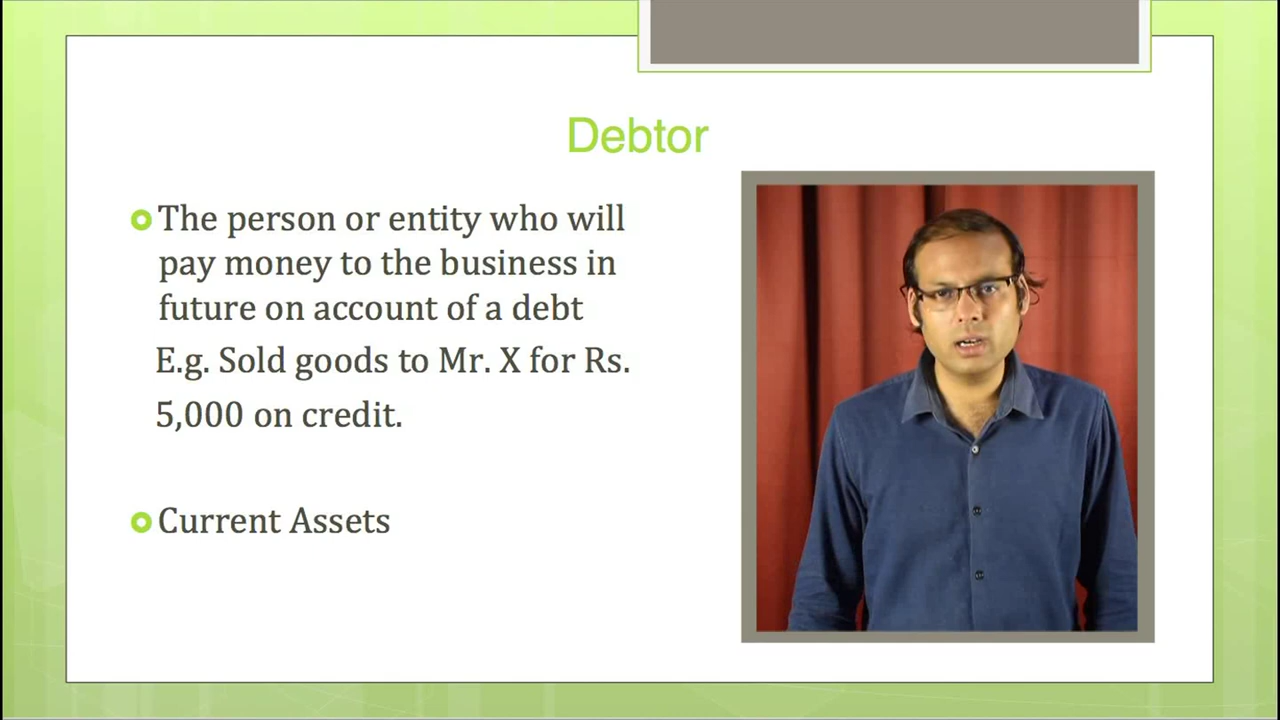 Debtor
The person or entity who will
pay money to the business in
future on account of a debt
E.g. Sold goods to Mr. X for Rs.
5,000 on credit.
Current Assets